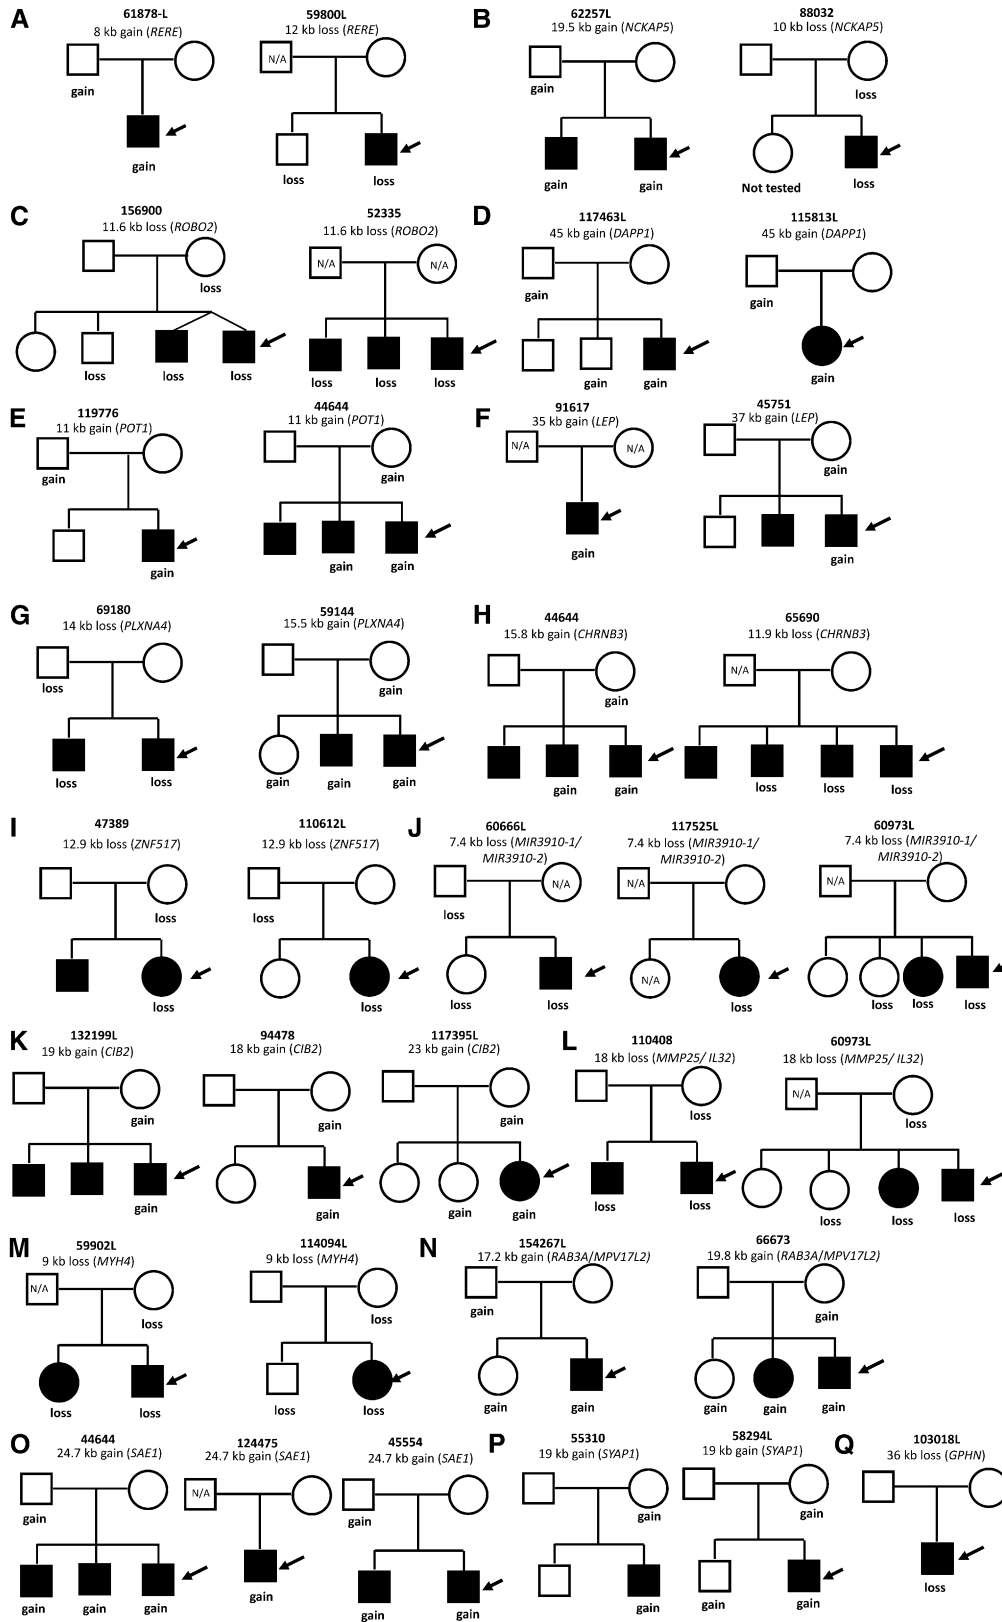 A
61878-L
8 kb gain (RERE)
gain
gain
59800L
12 kb loss (RERE)
N/A
loss
loss
B
62257L
19.5 kb gain (NCKAP5)
gain
gain
gain
88032
10 kb loss (NCKAP5)
loss
Not tested
loss
C
156900
11.6 kb loss (ROBO2)
loss
loss
loss
loss
52335
11.6 kb loss (ROBO2)
N/A
N/A
loss
loss
loss
D
117463L
45 kb gain (DAPP1)
gain
gain
gain
115813L
45 kb gain (DAPP1)
gain
gain
E
119776
11 kb gain (POT1)
gain
gain
44644
11 kb gain (POT1)
gain
gain
gain
F
91617
35 kb gain (LEP)
N/A
N/A
gain
45751
37 kb gain (LEP)
gain
gain
G
69180
14 kb loss (PLXNA4)
loss
loss
loss
59144
15.5 kb gain (PLXNA4)
gain
gain
gain
gain
H
44644
15.8 kb gain (CHRNB3)
gain
gain
gain
65690
11.9 kb loss (CHRNB3)
N/A
loss
loss
loss
I
47389
12.9 kb loss (ZNF517)
loss
loss
110612L
12.9 kb loss (ZNF517)
loss
loss
J
60666L
7.4 kb loss (MIR3910-1/
MIR3910-2)
N/A
loss
loss
loss
117525L
7.4 kb loss (MIR3910-1/
MIR3910-2)
N/A
N/A
loss
60973L
7.4 kb loss (MIR3910-1/
MIR3910-2)
N/A
loss
loss
loss
K
132199L
19 kb gain (CIB2)
gain
gain
94478
18 kb gain (CIB2)
gain
gain
117395L
23 kb gain (CIB2)
gain
gain
gain
L
110408
18 kb loss (MMP25/ IL32)
loss
loss
loss
60973L
18 kb loss (MMP25/ IL32)
N/A
loss
loss
loss
loss
M
59902L
9 kb loss (MYH4)
N/A
loss
loss
loss
114094L
9 kb loss (MYH4)
loss
loss
loss
N
154267L
17.2 kb gain (RAB3A/MPV17L2)
gain
gain
gain
66673
19.8 kb gain (RAB3A/MPV17L2)
gain
gain
gain
gain
O
44644
24.7 kb gain (SAE1)
gain
gain
gain
gain
124475
24.7 kb gain (SAE1)
N/A
gain
45554
24.7 kb gain (SAE1)
gain
gain
gain
P
55310
19 kb gain (SYAP1)
gain
gain
58294L
19 kb gain (SYAP1)
gain
gain
gain
Q
103018L
36 kb loss (GPHN)
loss